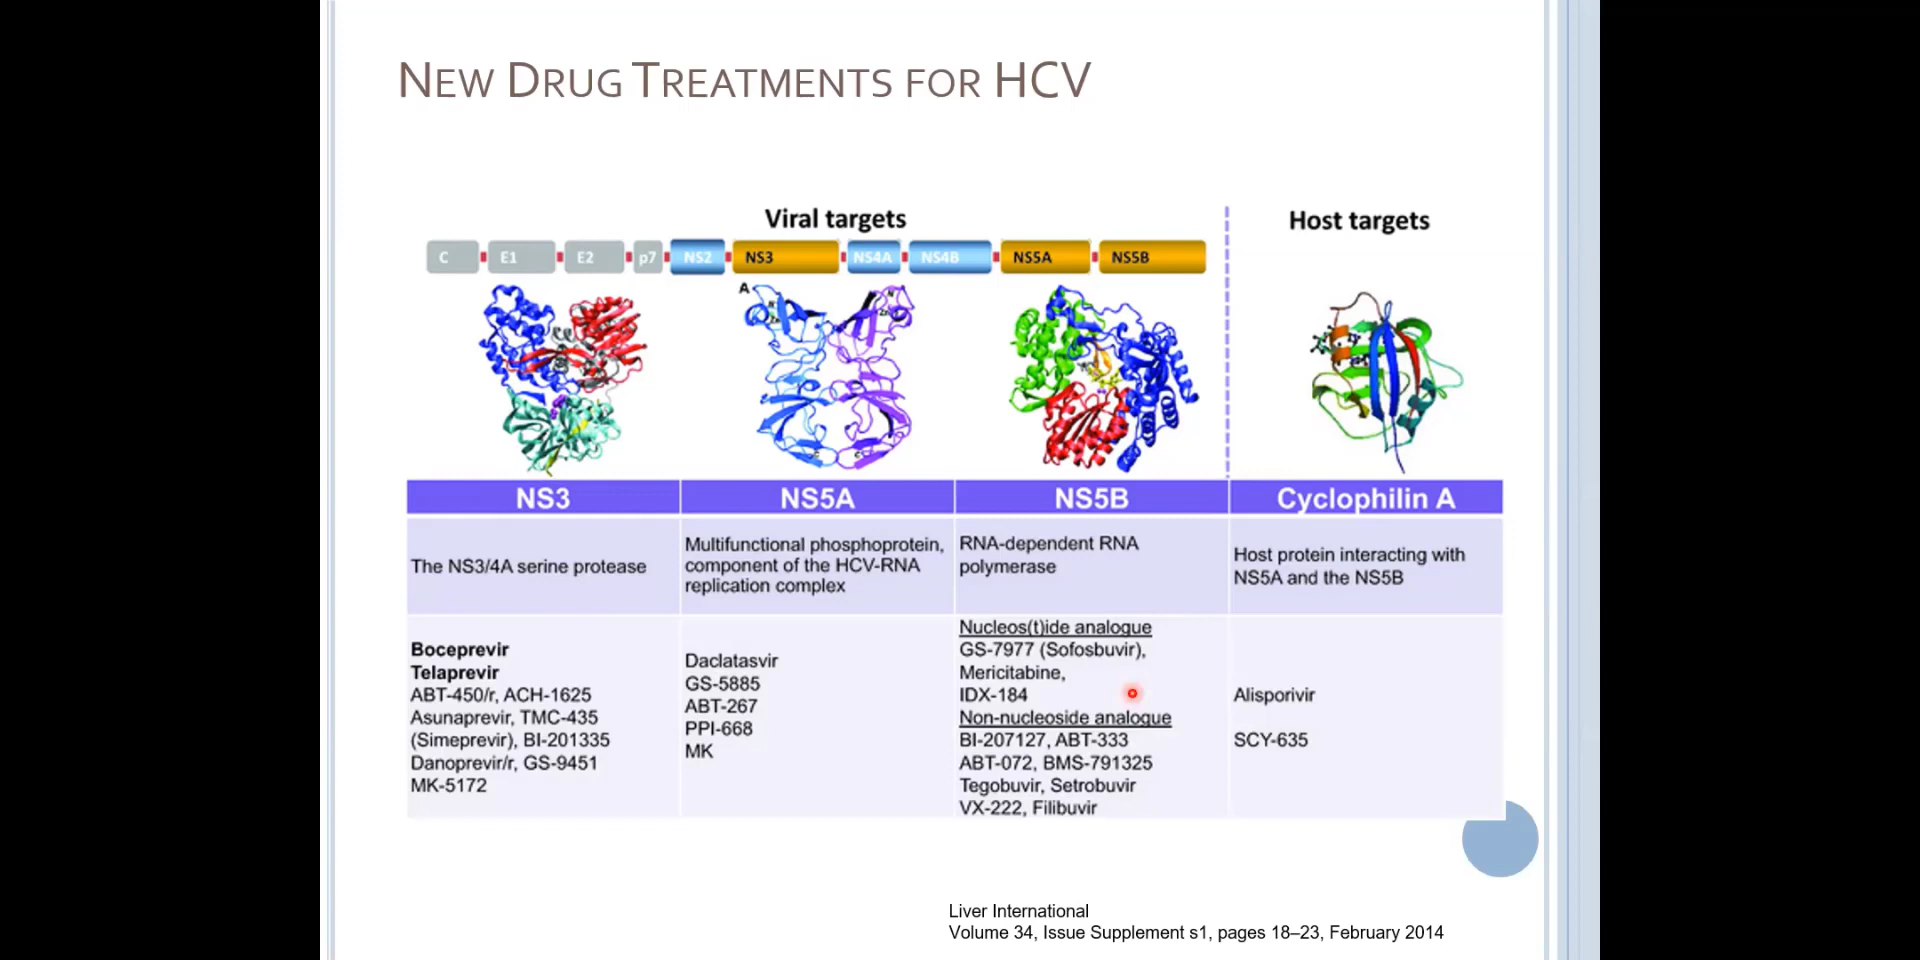 NEW DRUG TREATMENTS FOR HCV
Viral targets
Host targets
C E1 E2 p7 NS2 NS3 NS4A NS4B NS5A NS5B
A
NS3
The NS3/4A serine protease
Boceprevir
Telaprevir
ABT-450/r, ACH-1625
Asunaprevir, TMC-435
(Simeprevir), BI-201335
Danoprevir/r, GS-9451
MK-5172
NS5A
Multifunctional phosphoprotein,
component of the HCV-RNA
replication complex
Daclatasvir
GS-5885
ABT-267
PPI-668
MK
NS5B
RNA-dependent RNA
polymerase
Nucleos(t)ide analogue
GS-7977 (Sofosbuvir),
Mericitabine,
IDX-184
Non-nucleoside analogue
BI-207127, ABT-333
ABT-072, BMS-791325
Tegobuvir, Setrobuvir
VX-222, Filibuvir
Cyclophilin A
Host protein interacting with
NS5A and the NS5B
Alisporivir
SCY-635
Liver International
Volume 34, Issue Supplement s1, pages 18–23, February 2014